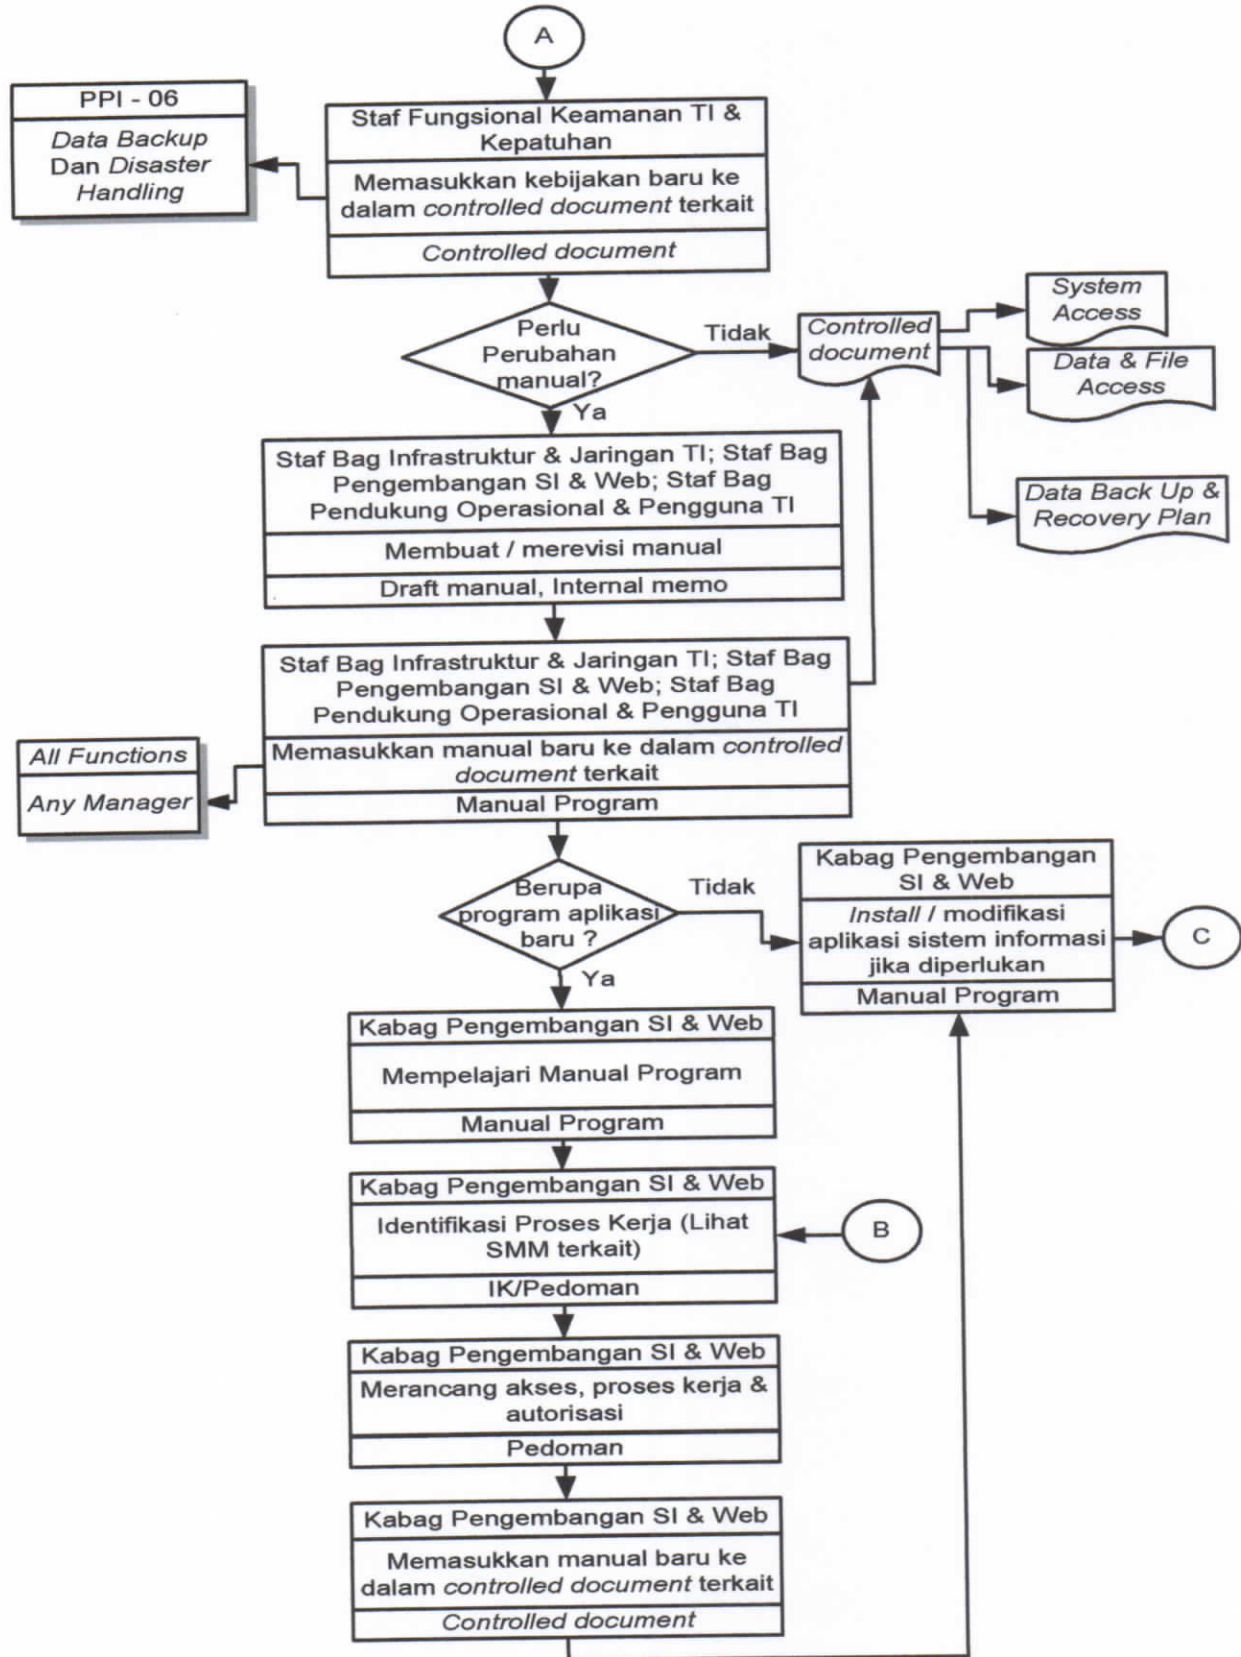 A
PPI - 06
Data Backup
Dan Disaster
Handling
Staf Fungsional Keamanan TI &
Kepatuhan
Memasukkan kebijakan baru ke
dalam controlled document terkait
Controlled document
Perlu
Perubahan
manual?
Tidak
Ya
Controlled
document
System
Access
Data & File
Access
Data Back Up &
Recovery Plan
Staf Bag Infrastruktur & Jaringan TI; Staf Bag
Pengembangan SI & Web; Staf Bag
Pendukung Operasional & Pengguna TI
Membuat / merevisi manual
Draft manual, Internal memo
Staf Bag Infrastruktur & Jaringan TI; Staf Bag
Pengembangan SI & Web; Staf Bag
Pendukung Operasional & Pengguna TI
Memasukkan manual baru ke dalam controlled
document terkait
Manual Program
All Functions
Any Manager
Berupa
program aplikasi
baru ?
Tidak
Ya
Kabag Pengembangan
SI & Web
Install / modifikasi
aplikasi sistem informasi
jika diperlukan
Manual Program
C
Kabag Pengembangan SI & Web
Mempelajari Manual Program
Manual Program
Kabag Pengembangan SI & Web
Identifikasi Proses Kerja (Lihat
SMM terkait)
IK/Pedoman
B
Kabag Pengembangan SI & Web
Merancang akses, proses kerja &
autorisasi
Pedoman
Kabag Pengembangan SI & Web
Memasukkan manual baru ke
dalam controlled document terkait
Controlled document